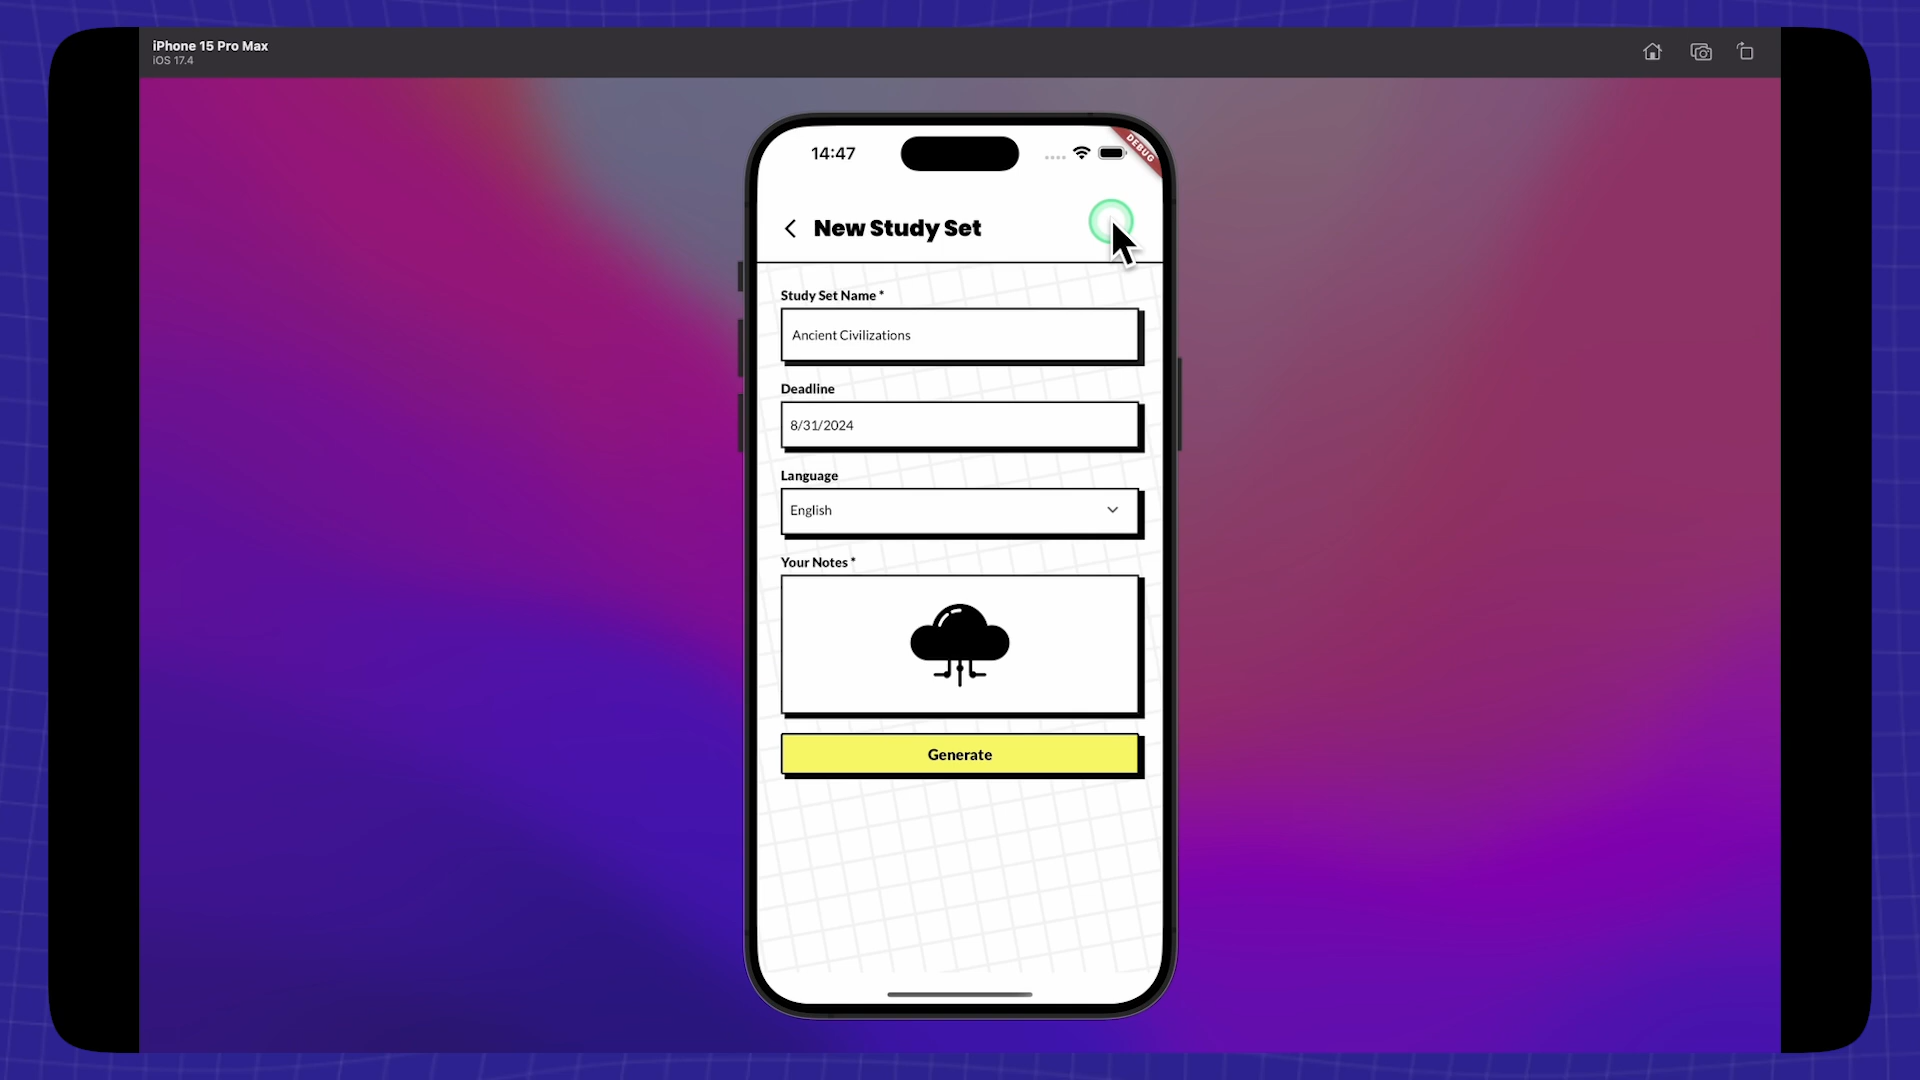 iPhone 15 Pro Max
iOS 17.4
14:47
DEBUG
New Study Set
Study Set Name *
Ancient Civilizations
Deadline
8/31/2024
Language
English
Your Notes *
Generate